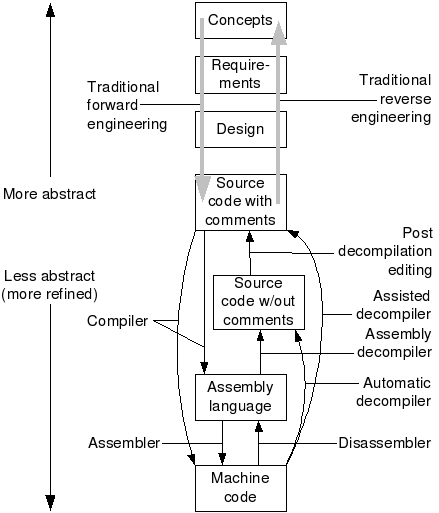 Concepts
Require-
ments
Traditional
forward
engineering
Traditional
reverse
engineering
Design
More abstract
Source
code with
comments
Post
decompilation
editing
Less abstract
(more refined)
Source
code w/out
comments
Assisted
decompiler
Compiler
Assembly
decompiler
Assembly
language
Automatic
decompiler
Assembler
Disassembler
Machine
code